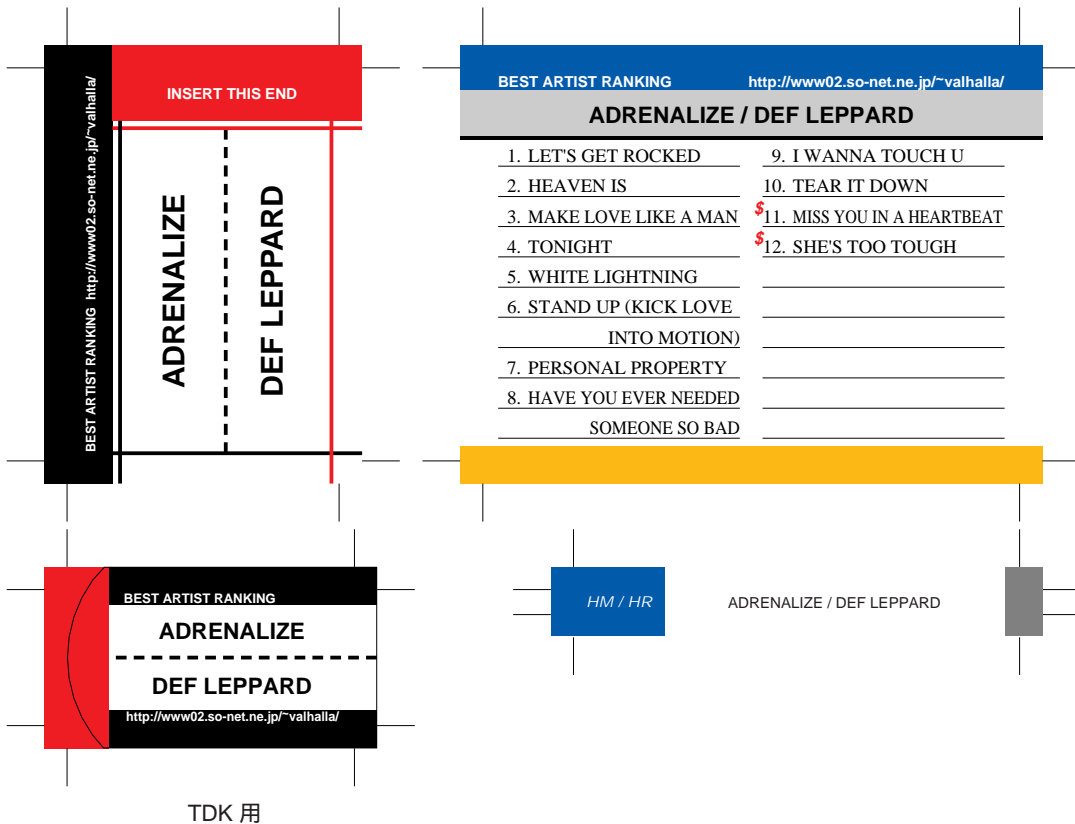 INSERT THIS END
BEST ARTIST RANKING http://www02.so-net.ne.jp/~valhalla/
ADRENALIZE
DEF LEPPARD
BEST ARTIST RANKING http://www02.so-net.ne.jp/~valhalla/
ADRENALIZE / DEF LEPPARD
1. LET'S GET ROCKED
2. HEAVEN IS
3. MAKE LOVE LIKE A MAN
4. TONIGHT
5. WHITE LIGHTNING
6. STAND UP (KICK LOVE
INTO MOTION)
7. PERSONAL PROPERTY
8. HAVE YOU EVER NEEDED
SOMEONE SO BAD
9. I WANNA TOUCH U
10. TEAR IT DOWN
$11. MISS YOU IN A HEARTBEAT
$12. SHE'S TOO TOUGH
BEST ARTIST RANKING
ADRENALIZE
DEF LEPPARD
http://www02.so-net.ne.jp/~valhalla/
TDK 用
HM / HR
ADRENALIZE / DEF LEPPARD